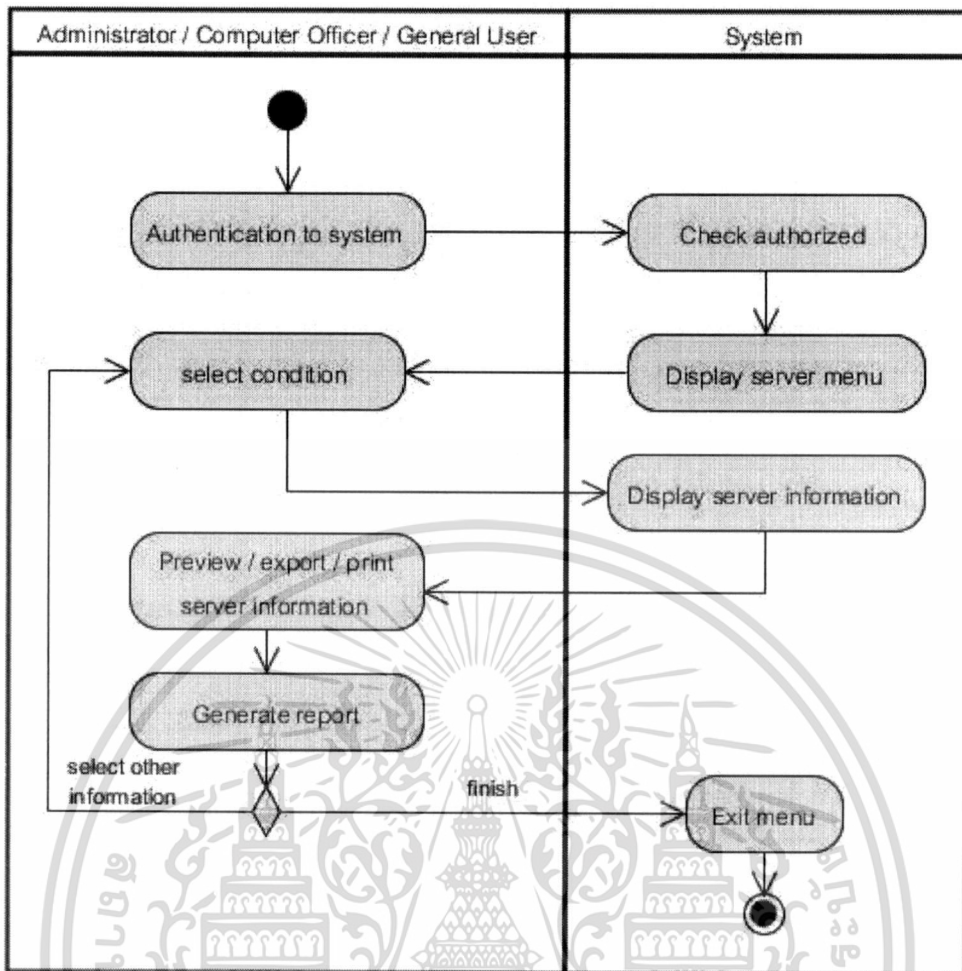 Administrator / Computer Officer / General User
System
Authentication to system
Check authorized
select condition
Display server menu
Display server information
Preview / export / print
server information
Generate report
select other
information
finish
Exit menu